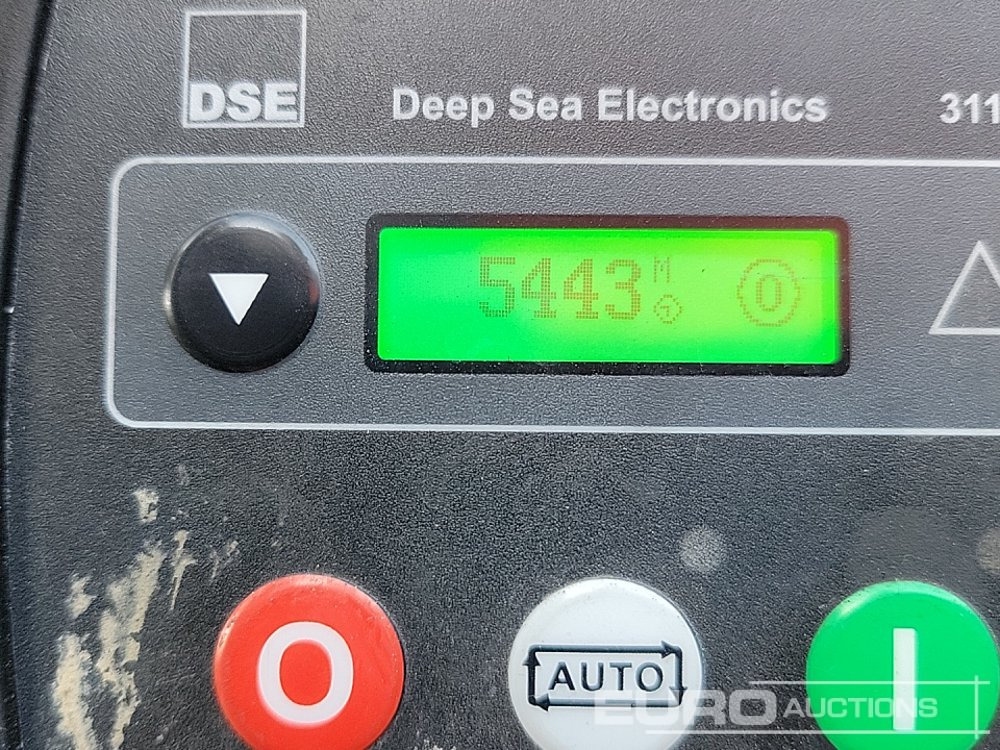 DSE
Deep Sea Electronics 311
5443 M
0
O AUTO I
EURO AUCTIONS